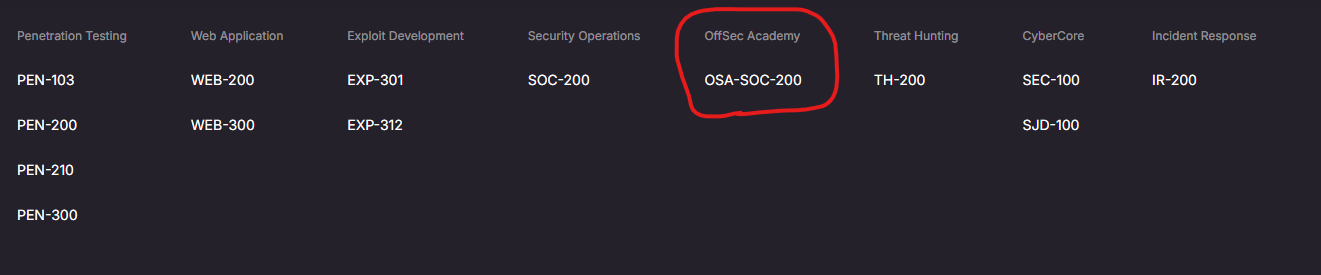 Penetration Testing Web Application Exploit Development Security Operations OffSec Academy Threat Hunting CyberCore Incident Response
PEN-103 WEB-200 EXP-301 SOC-200 OSA-SOC-200 TH-200 SEC-100 IR-200
PEN-200 WEB-300 EXP-312 SJD-100
PEN-210
PEN-300